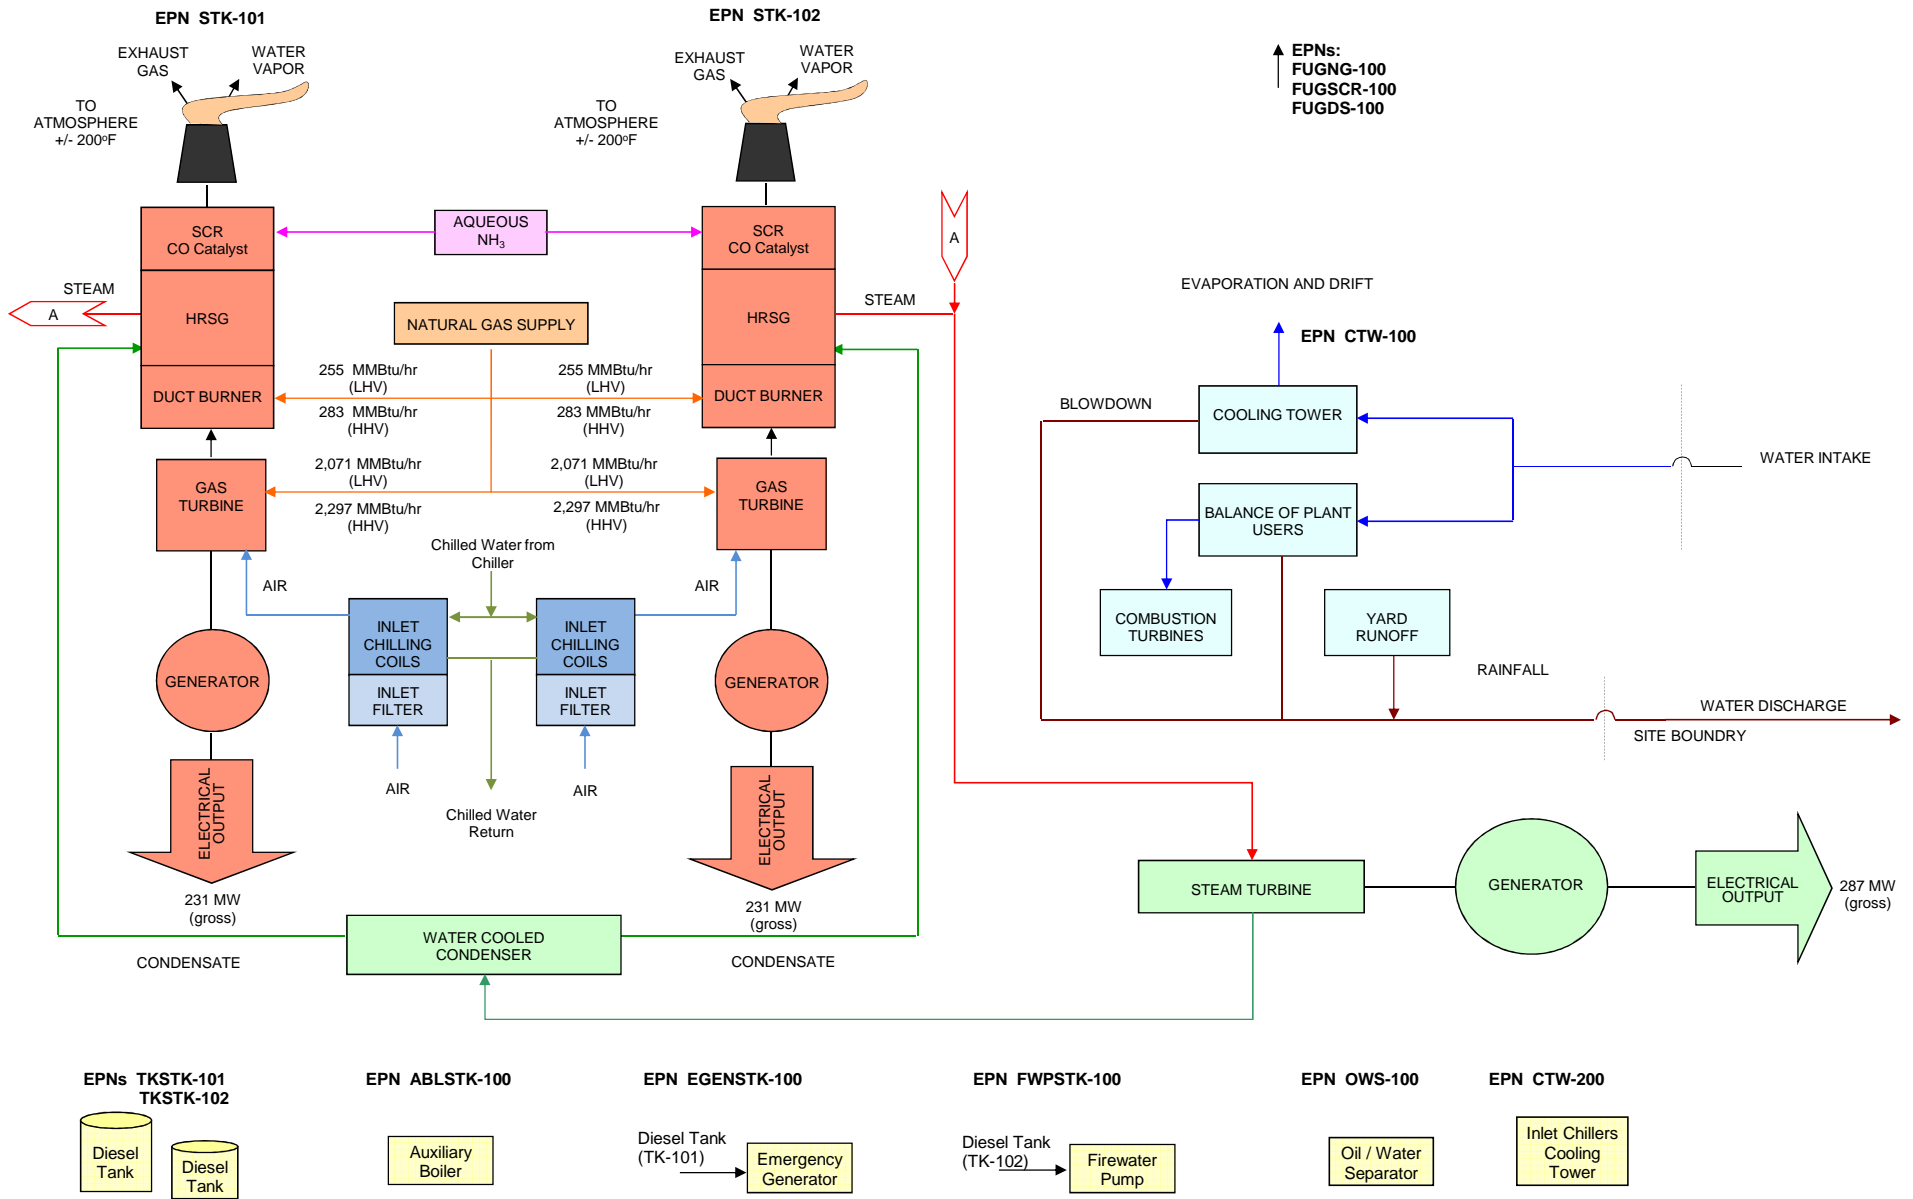 EPN  STK-101
EXHAUST
GAS
WATER
VAPOR
TO
ATMOSPHERE
+/- 200ºF
SCR
CO Catalyst
STEAM
A
HRSG
DUCT BURNER
GAS
TURBINE
GENERATOR
ELECTRICAL
OUTPUT
231 MW
(gross)
CONDENSATE
AQUEOUS
NH₃
NATURAL GAS SUPPLY
255  MMBtu/hr
(LHV)
283  MMBtu/hr
(HHV)
2,071 MMBtu/hr
(LHV)
2,297 MMBtu/hr
(HHV)
255 MMBtu/hr
(LHV)
283 MMBtu/hr
(HHV)
2,071 MMBtu/hr
(LHV)
2,297 MMBtu/hr
(HHV)
Chilled Water from
Chiller
AIR
AIR
INLET
CHILLING
COILS
INLET
FILTER
AIR
INLET
CHILLING
COILS
INLET
FILTER
AIR
Chilled Water
Return
WATER COOLED
CONDENSER
EPN  STK-102
EXHAUST
GAS
WATER
VAPOR
TO
ATMOSPHERE
+/- 200ºF
SCR
CO Catalyst
HRSG
STEAM
A
DUCT BURNER
GAS
TURBINE
GENERATOR
ELECTRICAL
OUTPUT
231 MW
(gross)
CONDENSATE
EPNs:
FUGNG-100
FUGSCR-100
FUGDS-100
EVAPORATION AND DRIFT
EPN  CTW-100
BLOWDOWN
COOLING TOWER
WATER INTAKE
BALANCE OF PLANT
USERS
COMBUSTION
TURBINES
YARD
RUNOFF
RAINFALL
WATER DISCHARGE
SITE BOUNDRY
STEAM TURBINE
GENERATOR
ELECTRICAL
OUTPUT
287 MW
(gross)
EPNs  TKSTK-101
TKSTK-102
Diesel
Tank
Diesel
Tank
EPN  ABLSTK-100
Auxiliary
Boiler
EPN  EGENSTK-100
Diesel Tank
(TK-101)
Emergency
Generator
EPN  FWPSTK-100
Diesel Tank
(TK-102)
Firewater
Pump
EPN  OWS-100
Oil / Water
Separator
EPN  CTW-200
Inlet Chillers
Cooling
Tower